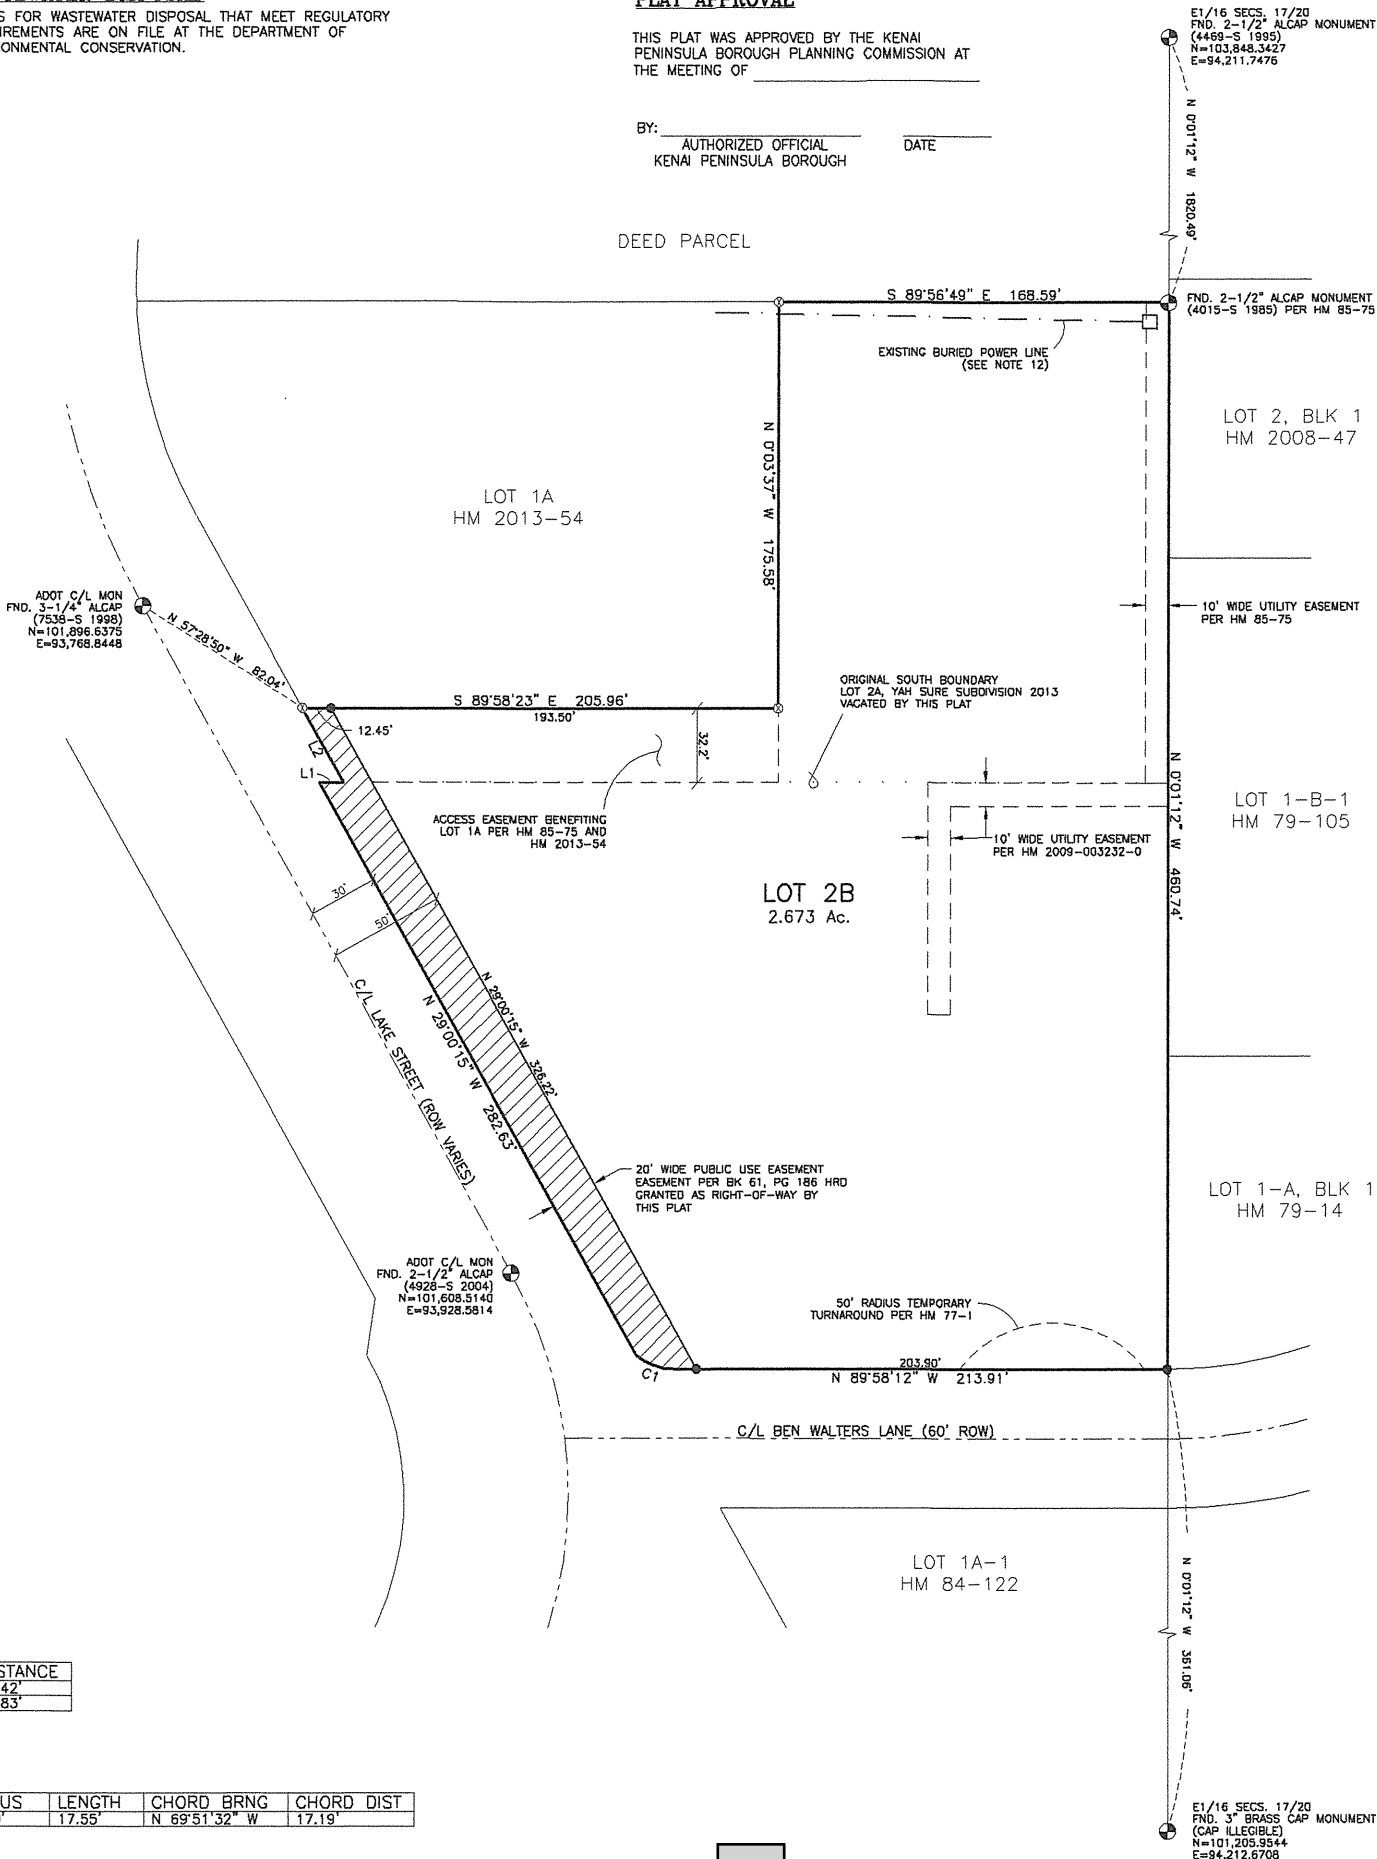 S FOR WASTEWATER DISPOSAL THAT MEET REGULATORY
IREMENTS ARE ON FILE AT THE DEPARTMENT OF
ONMENTAL CONSERVATION.
PLAT APPROVAL
THIS PLAT WAS APPROVED BY THE KENAI
PENINSULA BOROUGH PLANNING COMMISSION AT
THE MEETING OF
BY:
AUTHORIZED OFFICIAL
KENAI PENINSULA BOROUGH
DATE
E1/16 SECS. 17/20
FND. 2-1/2" ALCAP MONUMENT
(4469-S 1995)
N=103,848.3427
E=94,211.7476
N 0°01'12" W 1820.49'
DEED PARCEL
S 89°56'49" E 168.59'
FND. 2-1/2" ALCAP MONUMENT
(4015-S 1985) PER HM 85-75
EXISTING BURIED POWER LINE
(SEE NOTE 12)
LOT 2, BLK 1
HM 2008-47
N 0°03'37" W 175.58'
LOT 1A
HM 2013-54
ADOT C/L MON
FND. 3-1/4" ALCAP
(7538-S 1998)
N=101,896.6375
E=93,768.8448
N 57°28'50" W 82.04'
10' WIDE UTILITY EASEMENT
PER HM 85-75
ORIGINAL SOUTH BOUNDARY
LOT 2A, YAH SURE SUBDIVISION 2013
VACATED BY THIS PLAT
S 89°58'23" E 205.96'
193.50'
12.45'
32.2'
L2
L1
ACCESS EASEMENT BENEFITING
LOT 1A PER HM 85-75 AND
HM 2013-54
N 0°01'12" W 460.74'
LOT 1-B-1
HM 79-105
10' WIDE UTILITY EASEMENT
PER HM 2009-003232-0
LOT 2B
2.673 Ac.
30'
50'
C/L LAKE STREET (ROW VARIES)
N 29°00'15" W 282.63'
N 29°00'15" W 326.22'
20' WIDE PUBLIC USE EASEMENT
EASEMENT PER BK 61, PG 186 HRD
GRANTED AS RIGHT-OF-WAY BY
THIS PLAT
LOT 1-A, BLK 1
HM 79-14
ADOT C/L MON
FND. 2-1/2" ALCAP
(4928-S 2004)
N=101,608.5140
E=93,928.5814
50' RADIUS TEMPORARY
TURNAROUND PER HM 77-1
C1
203.90'
N 89°58'12" W 213.91'
C/L BEN WALTERS LANE (60' ROW)
LOT 1A-1
HM 84-122
N 0°01'12" W 351.06'
STANCE
42'
83'
US LENGTH CHORD BRNG CHORD DIST
' 17.55' N 69°51'32" W 17.19'
E1/16 SECS. 17/20
FND. 3" BRASS CAP MONUMENT
(CAP ILLEGIBLE)
N=101,205.9544
E=94,212.6708